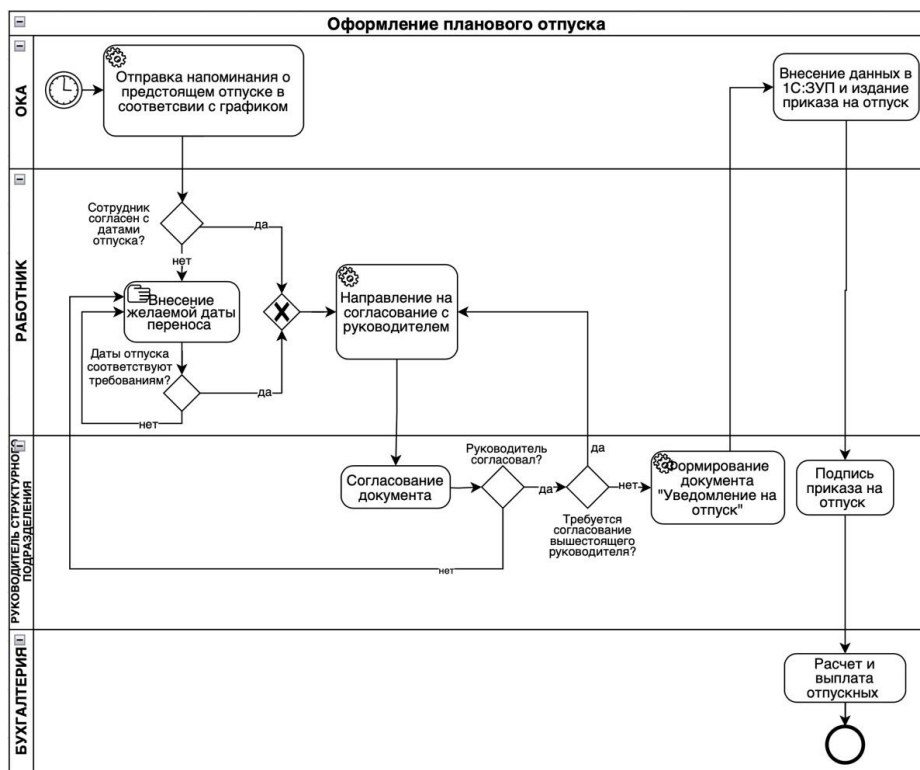 Оформление планового отпуска
ОКА
Отправка напоминания о
предстоящем отпуске в
соответсвии с графиком
Внесение данных в
1С:ЗУП и издание
приказа на отпуск
РАБОТНИК
Сотрудник
согласен с
датами
отпуска?
да
нет
Внесение
желаемой даты
переноса
Направление на
согласование с
руководителем
Даты отпуска
соответствуют
требованиям?
да
нет
РУКОВОДИТЕЛЬ СТРУКТУРНОГО
ПОДРАЗДЕЛЕНИЯ
Согласование
документа
Руководитель
согласовал?
да
нет
да
нет
Требуется
согласование
вышестоящего
руководителя?
Формирование
документа
"Уведомление на
отпуск"
Подпись
приказа на
отпуск
БУХГАЛТЕРИЯ
Расчет и
выплата
отпускных